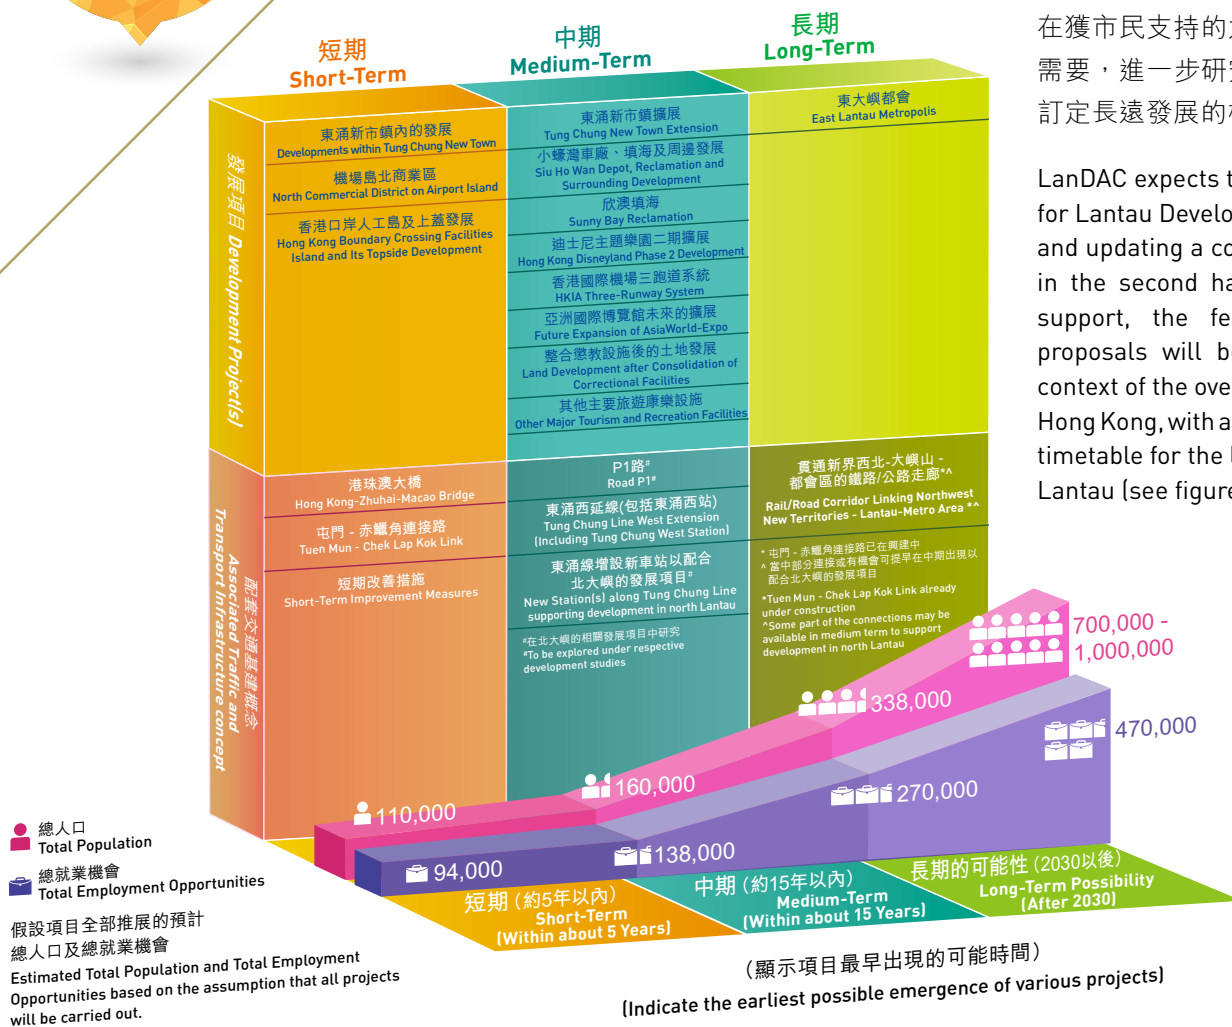 短期
Short-Term
中期
Medium-Term
長期
Long-Term
發展項目 Development Project(s)
東涌新市鎮內的發展
Developments within Tung Chung New Town
機場島北商業區
North Commercial District on Airport Island
香港口岸人工島及上蓋發展
Hong Kong Boundary Crossing Facilities
Island and Its Topside Development
東涌新市鎮擴展
Tung Chung New Town Extension
小蠔灣車廠、填海及周邊發展
Siu Ho Wan Depot, Reclamation and
Surrounding Development
欣澳填海
Sunny Bay Reclamation
迪士尼主題樂園二期擴展
Hong Kong Disneyland Phase 2 Development
香港國際機場三跑道系統
HKIA Three-Runway System
亞洲國際博覽館未來的擴展
Future Expansion of AsiaWorld-Expo
整合懲教設施後的土地發展
Land Development after Consolidation of
Correctional Facilities
其他主要旅遊康樂設施
Other Major Tourism and Recreation Facilities
東大嶼都會
East Lantau Metropolis
配套交通基建概念
Associated Traffic and
Transport Infrastructure concept
港珠澳大橋
Hong Kong-Zhuhai-Macao Bridge
屯門 - 赤鱲角連接路
Tuen Mun - Chek Lap Kok Link
短期改善措施
Short-Term Improvement Measures
P1路#
Road P1#
東涌西延線(包括東涌西站)
Tung Chung Line West Extension
(Including Tung Chung West Station)
東涌線增設新車站以配合
北大嶼的發展項目#
New Station(s) along Tung Chung Line
supporting development in north Lantau
#在北大嶼的相關發展項目中研究
#To be explored under respective
development studies
貫通新界西北-大嶼山 -
都會區的鐵路/公路走廊*^
Rail/Road Corridor Linking Northwest
New Territories - Lantau-Metro Area *^
* 屯門 - 赤鱲角連接路已在興建中
^ 當中部分連接或有機會可提早在中期出現以
配合北大嶼的發展項目
*Tuen Mun - Chek Lap Kok Link already
under construction
^Some part of the connections may be
available in medium term to support
development in north Lantau
110,000
160,000
338,000
700,000 -
1,000,000
94,000
138,000
270,000
470,000
總人口
Total Population
總就業機會
Total Employment Opportunities
假設項目全部推展的預計
總人口及總就業機會
Estimated Total Population and Total Employment
Opportunities based on the assumption that all projects
will be carried out.
短期 (約5年以內)
Short-Term
(Within about 5 Years)
中期 (約15年以內)
Medium-Term
(Within about 15 Years)
長期的可能性 (2030以後)
Long-Term Possibility
(After 2030)
（顯示項目最早出現的可能時間）
(Indicate the earliest possible emergence of various projects)
在獲市民支持的
需要，進一步研
訂定長遠發展的
LanDAC expects
for Lantau
and updating a
in the second
support, the
proposals will
context of the
Hong Kong, with
timetable for the
Lantau (see